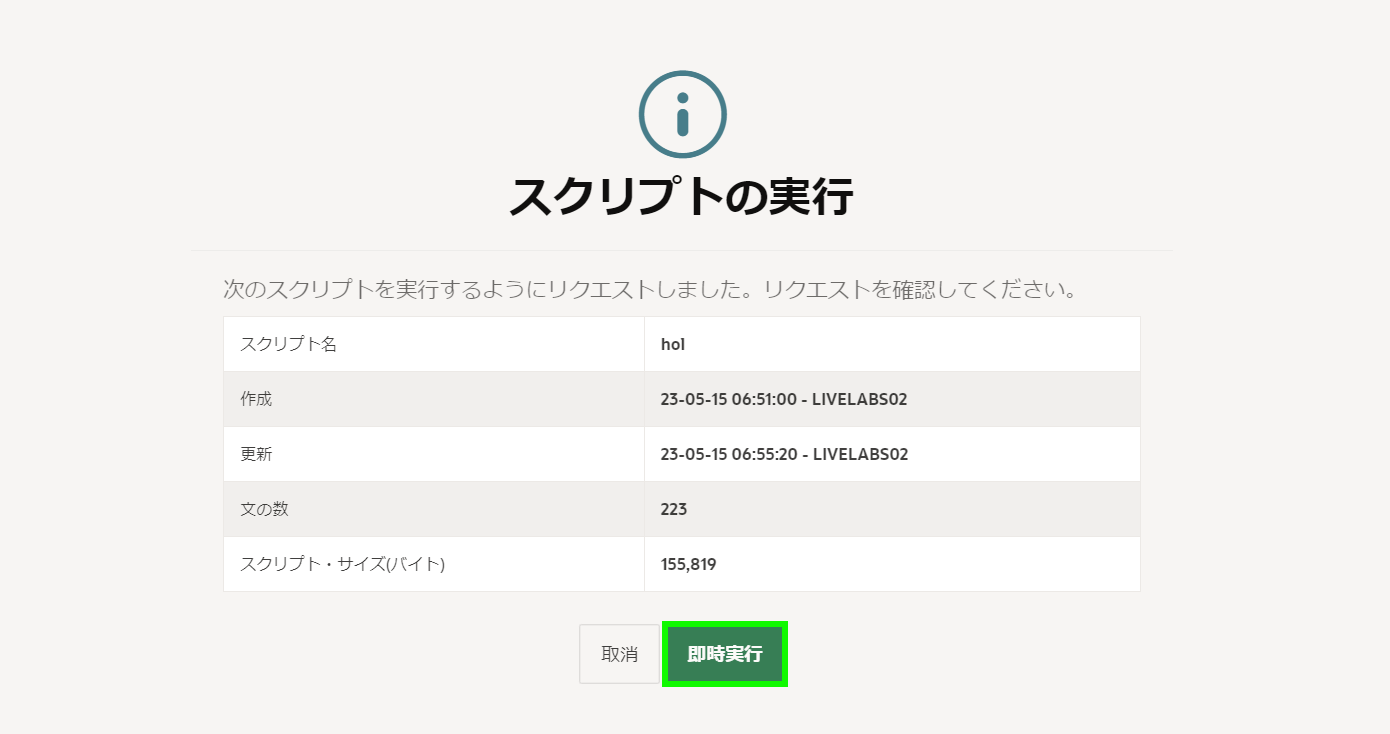 スクリプトの実行
次のスクリプトを実行するようにリクエストしました。リクエストを確認してください。
スクリプト名 hol
作成 23-05-15 06:51:00 - LIVELABS02
更新 23-05-15 06:55:20 - LIVELABS02
文の数 223
スクリプト・サイズ(バイト) 155,819
取消 即時実行